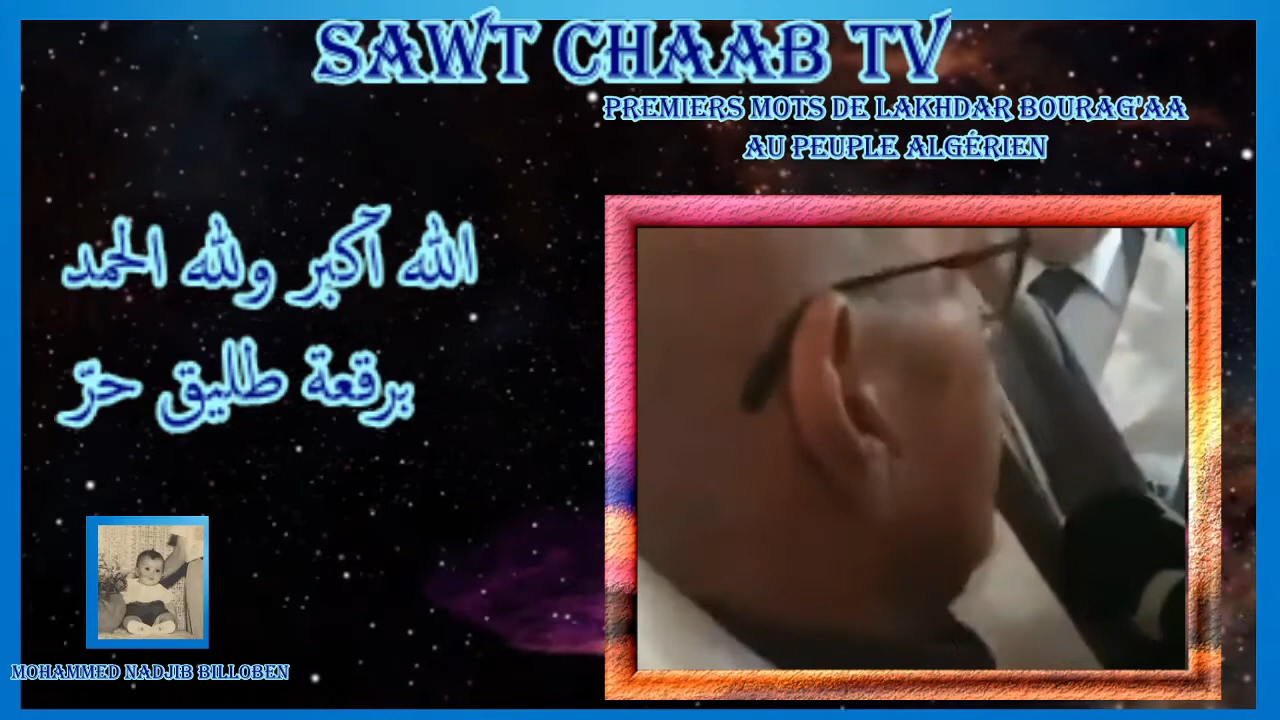 SAWT CHAAB TV
PREMIERS MOTS DE LAKHDAR BOURAG'AA
AU PEUPLE ALGÉRIEN
الله أكبر ولله الحمد
برقعة طليق حرّ
MOHAMMED NADJIB BILLOBEN